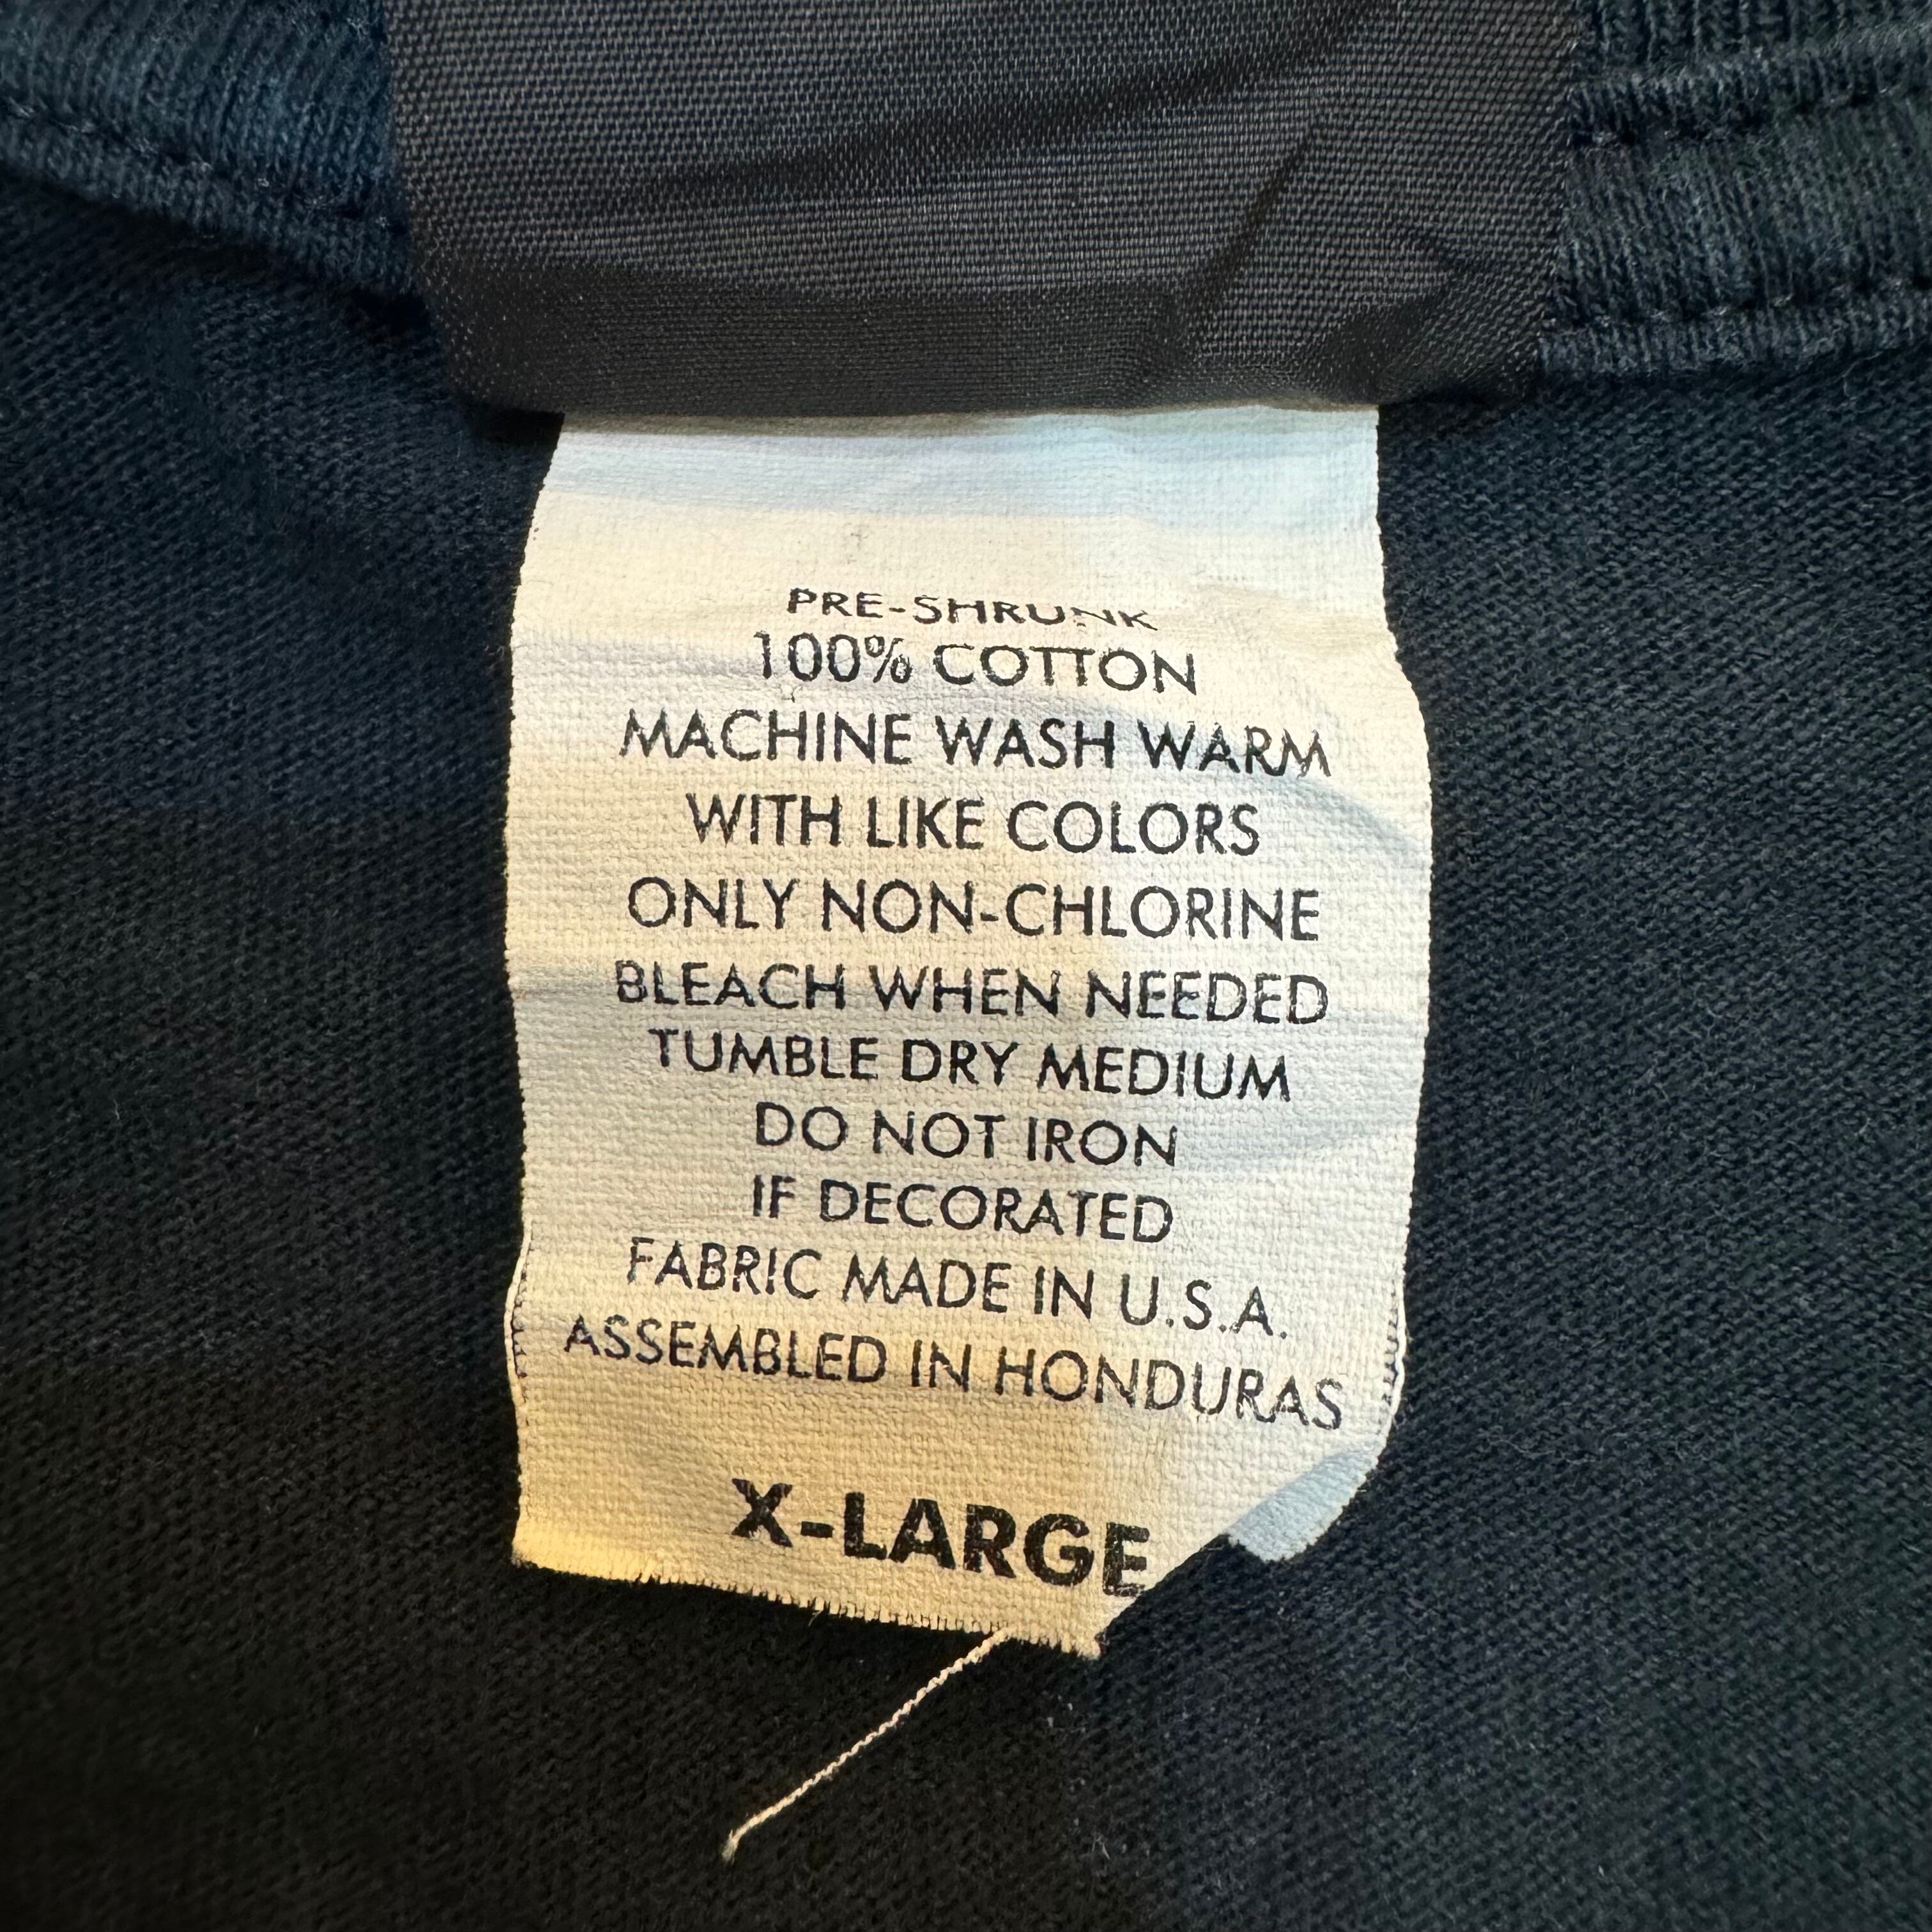 PRE-SHRUNK
100% COTTON
MACHINE WASH WARM
WITH LIKE COLORS
ONLY NON-CHLORINE
BLEACH WHEN NEEDED
TUMBLE DRY MEDIUM
DO NOT IRON
IF DECORATED
FABRIC MADE IN U.S.A.
ASSEMBLED IN HONDURAS
X-LARGE